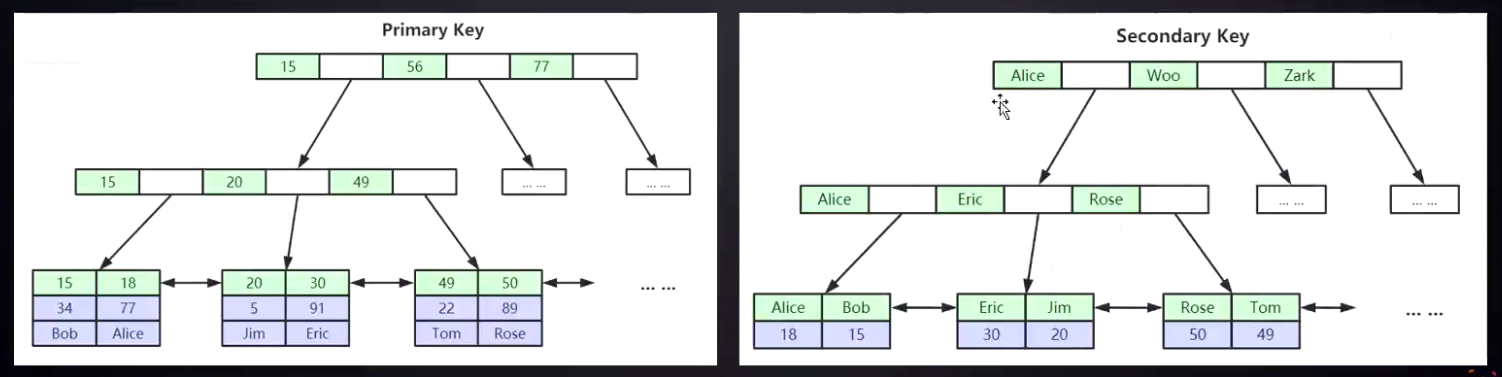 Primary Key
15 56 77
15 20 49
... ... ... ...
15 18 20 30 49 50
34 77 5 91 22 89
Bob Alice Jim Eric Tom Rose
... ...
Secondary Key
Alice Woo Zark
Alice Eric Rose
... ... ... ...
Alice Bob Eric Jim Rose Tom
18 15 30 20 50 49
... ...